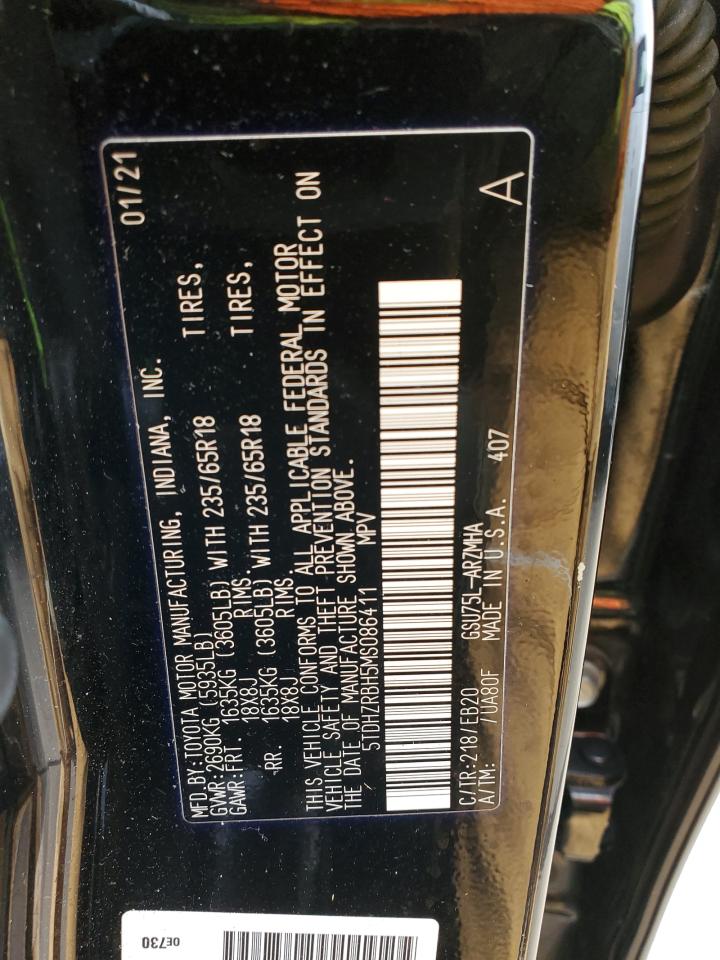 MFD.BY:TOYOTA MOTOR MANUFACTURING, INDIANA, INC. 01/21
GVWR:2690KG (5935LB)
GAWR:FRT. 1635KG (3605LB) WITH 235/65R18 TIRES,
18X8J RIMS.
RR. 1635KG (3605LB) WITH 235/65R18 TIRES,
18X8J RIMS.
THIS VEHICLE CONFORMS TO ALL APPLICABLE FEDERAL MOTOR
VEHICLE SAFETY AND THEFT PREVENTION STANDARDS IN EFFECT ON
THE DATE OF MANUFACTURE SHOWN ABOVE.
5TDHZRBH5MS086411 MPV
C/TR:218/EB20 GSU75L-ARZMHA
A/TM: /UA80F MADE IN U.S.A. 407 A
0E730